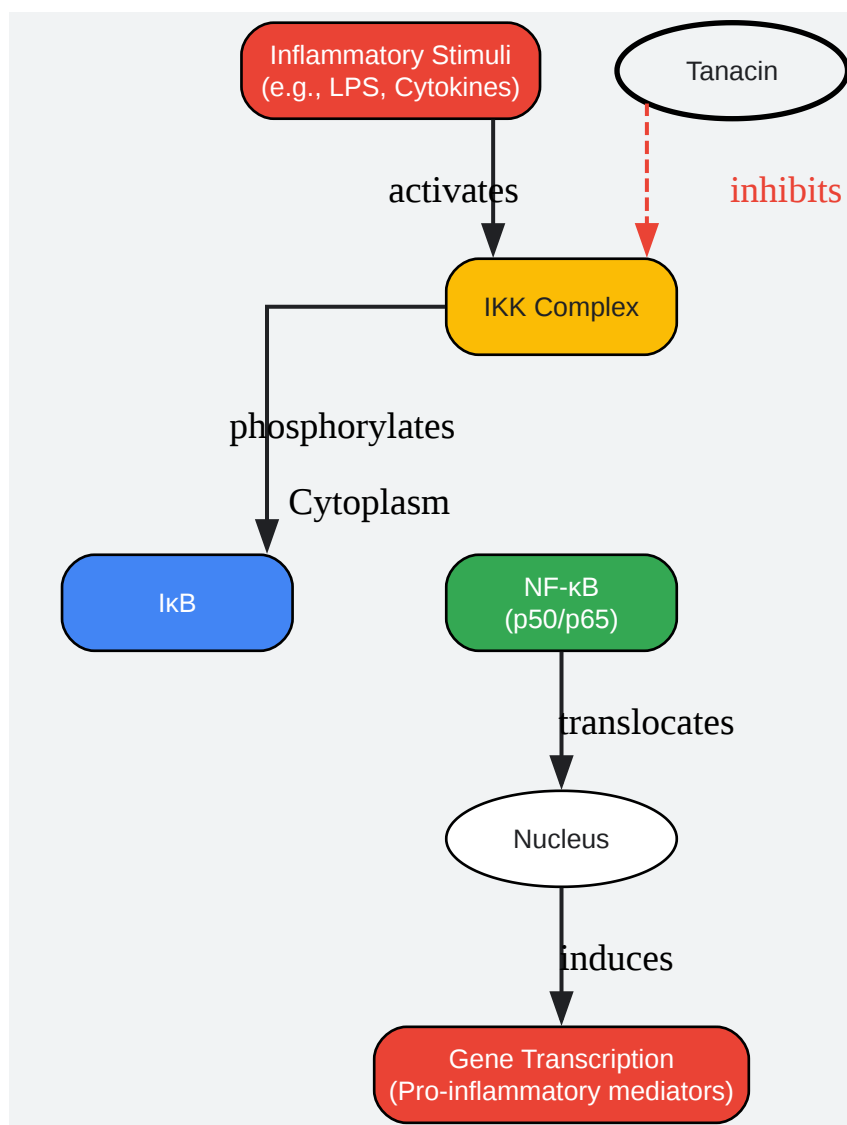 Inflammatory Stimuli
(e.g., LPS, Cytokines)
Tanacin
activates
inhibits
IKK Complex
phosphorylates
Cytoplasm
IκB
NF-κB
(p50/p65)
translocates
Nucleus
induces
Gene Transcription
(Pro-inflammatory mediators)